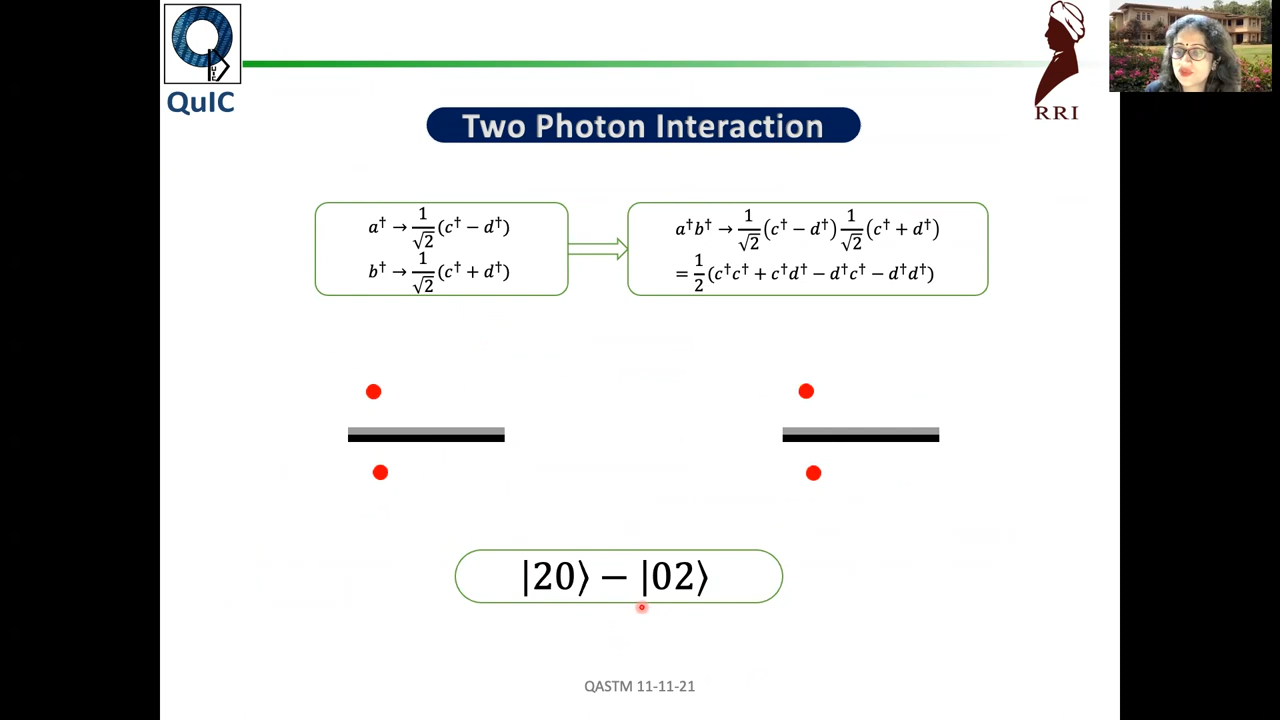 QuIC
RRI
Two Photon Interaction
a† → 1/√2 (c† − d†)
b† → 1/√2 (c† + d†)
a†b† → 1/√2 (c† − d†) 1/√2 (c† + d†)
= 1/2 (c†c† + c†d† − d†c† − d†d†)
|20⟩ − |02⟩
QASTM 11-11-21